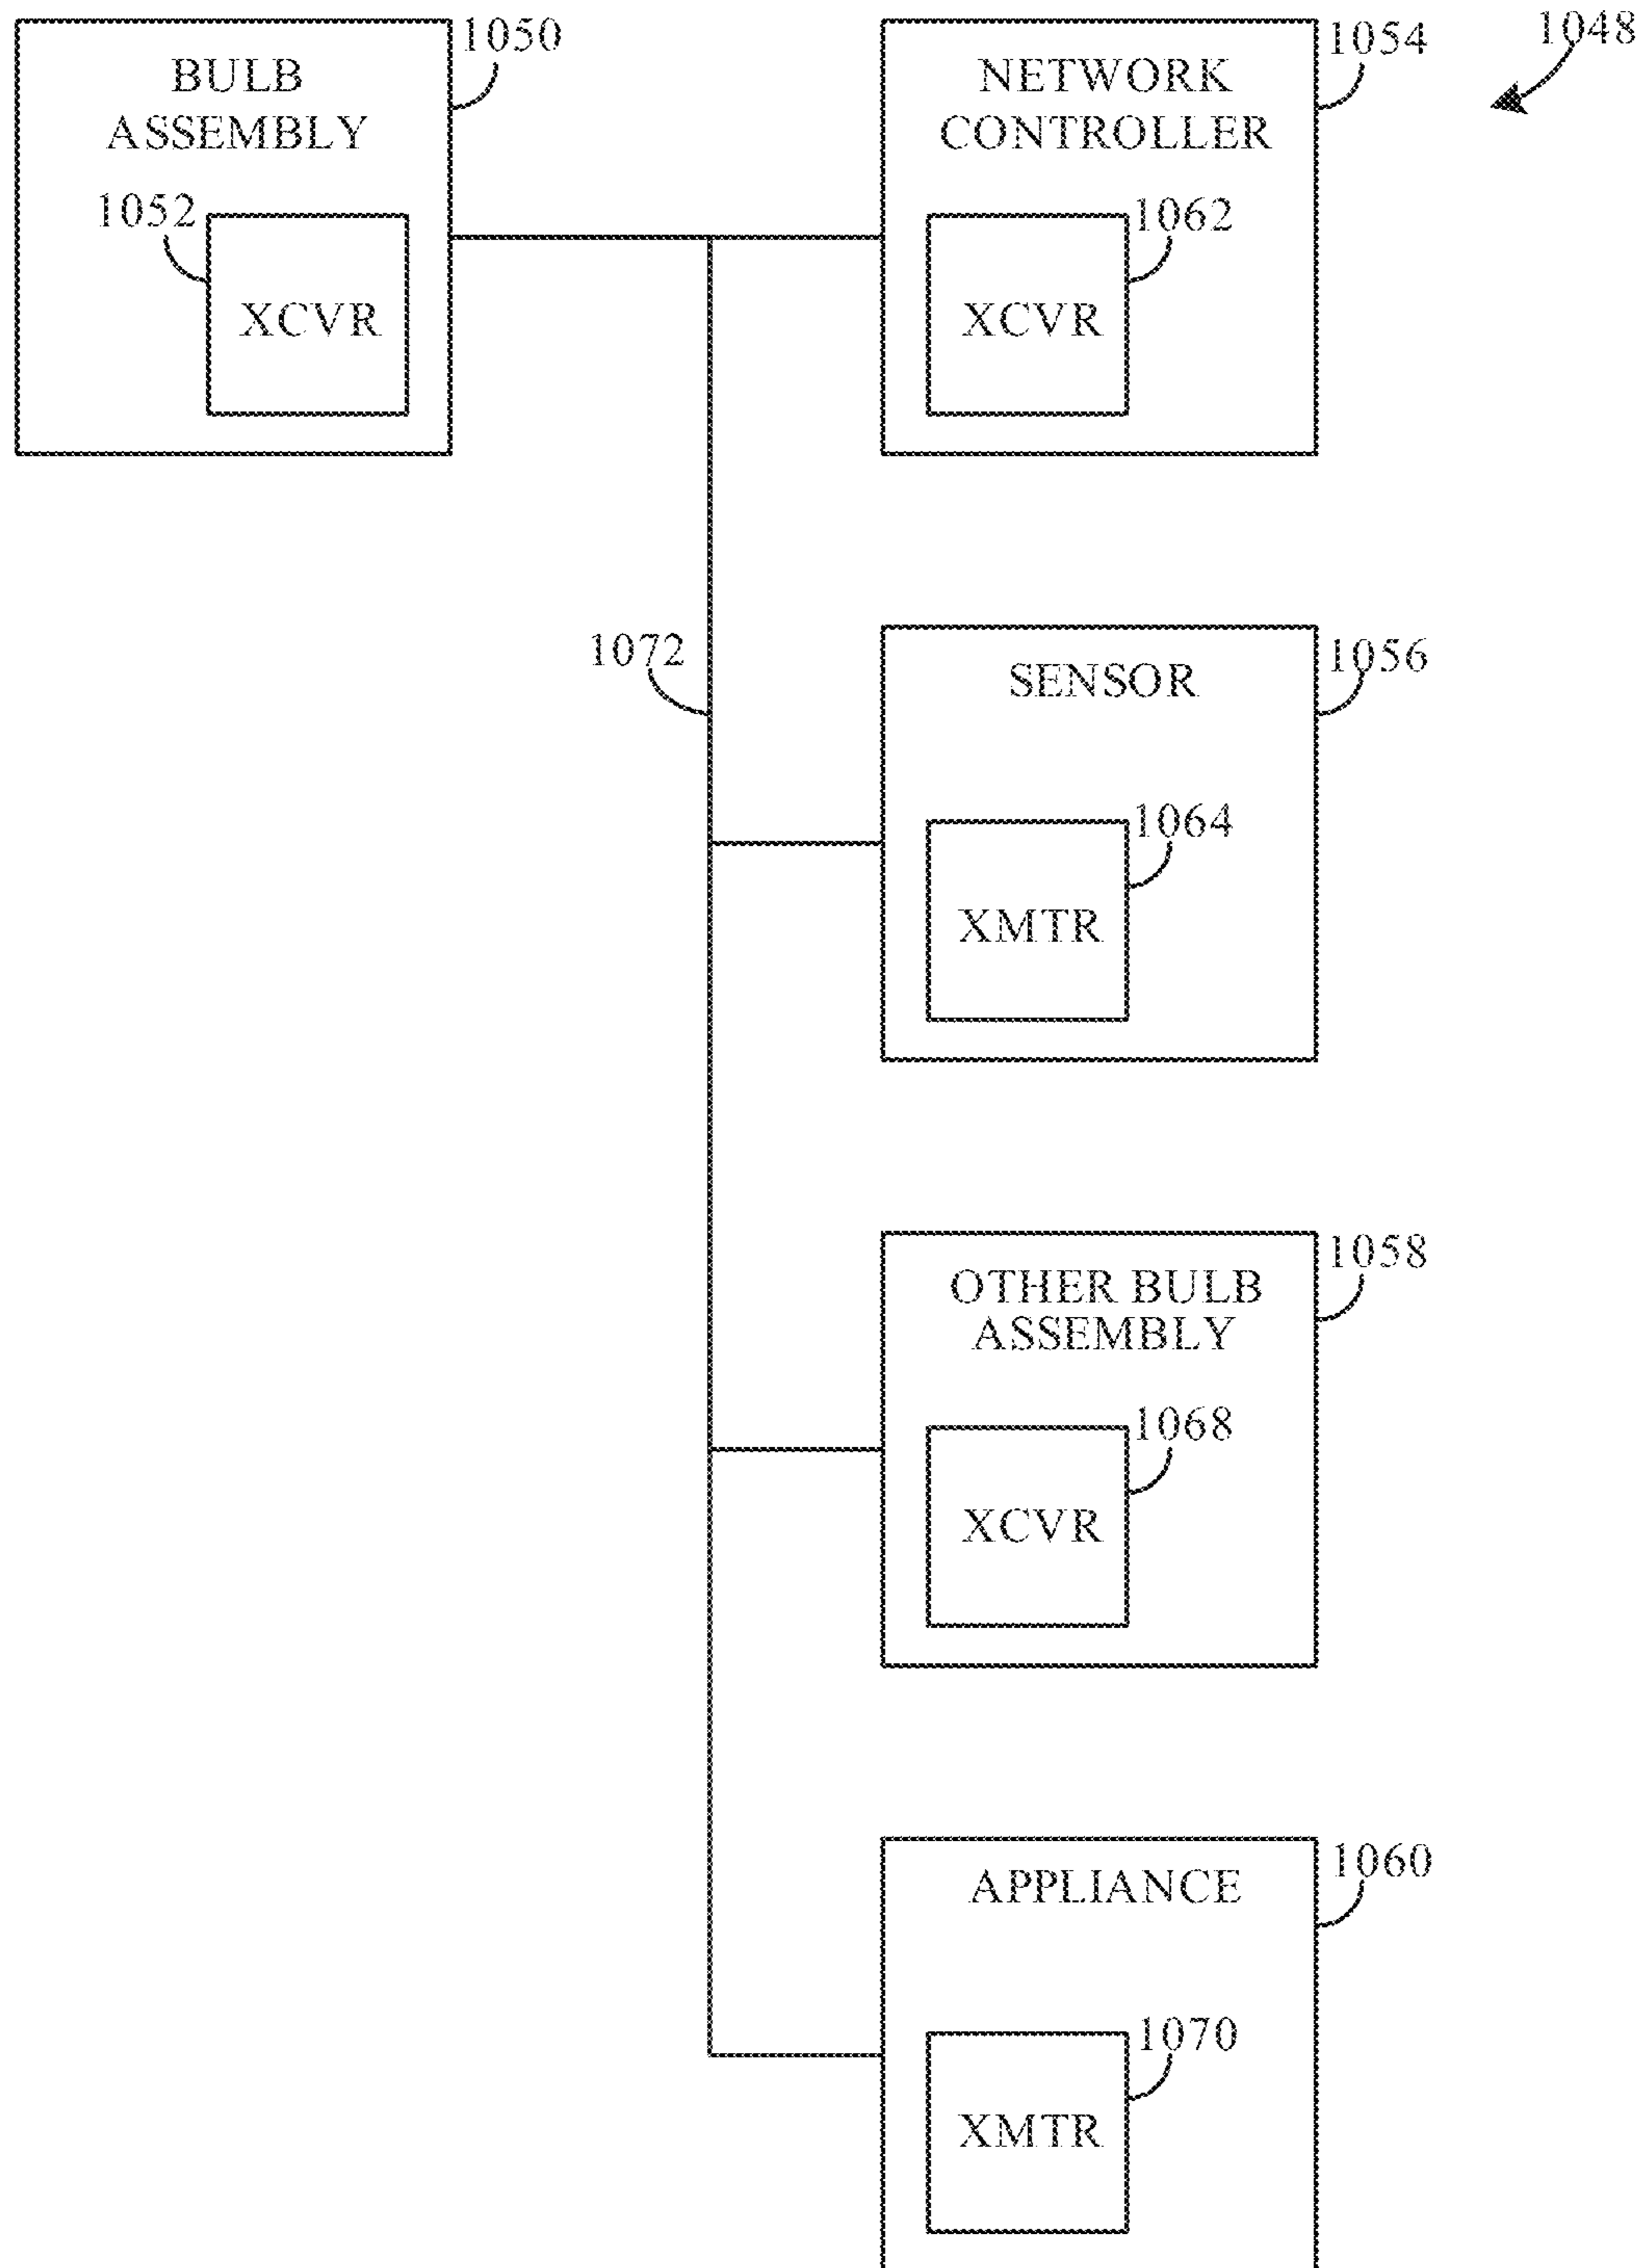 1050
BULB
ASSEMBLY
1052
XCVR
1054
NETWORK
CONTROLLER
1062
XCVR
1048
1072
1056
SENSOR
1064
XMTR
1058
OTHER BULB
ASSEMBLY
1068
XCVR
1060
APPLIANCE
1070
XMTR